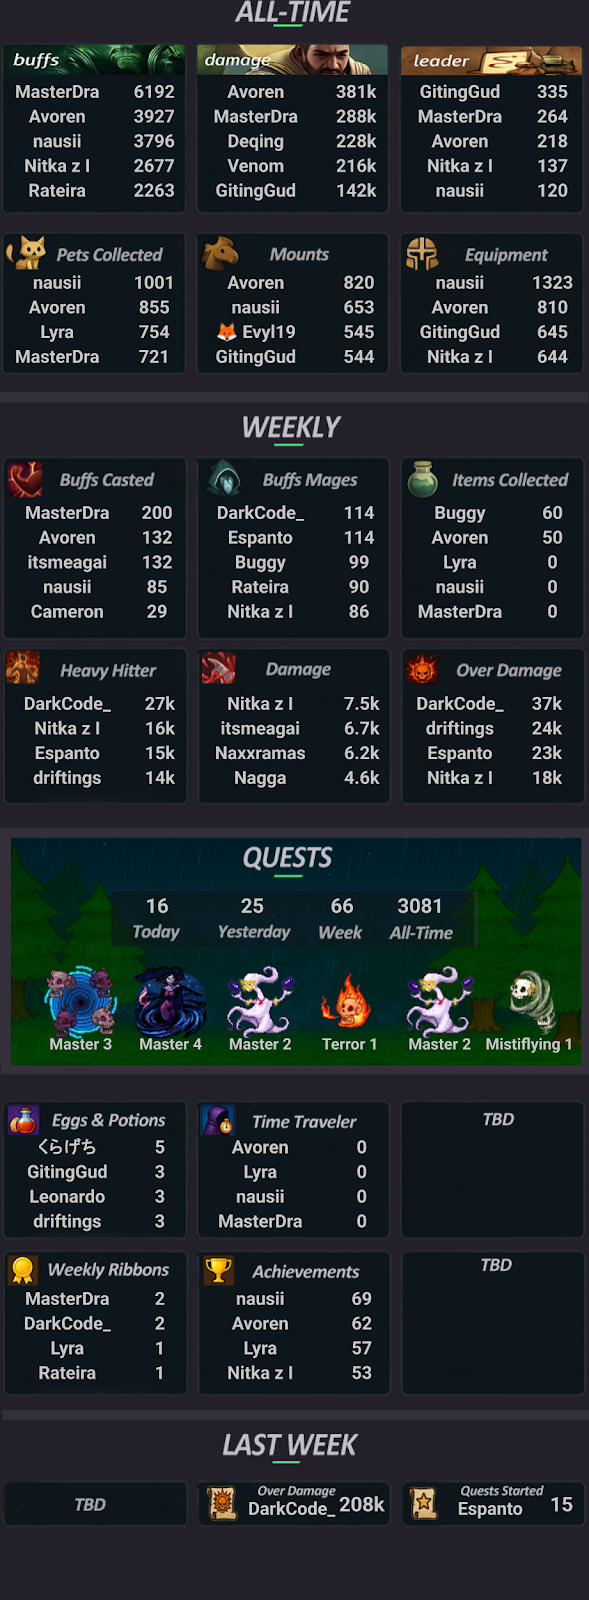 ALL-TIME
buffs
MasterDra 6192
Avoren 3927
nausii 3796
Nitka z l 2677
Rateira 2263
damage
Avoren 381k
MasterDra 288k
Deqing 228k
Venom 216k
GitingGud 142k
leader
GitingGud 335
MasterDra 264
Avoren 218
Nitka z l 137
nausii 120
Pets Collected
nausii 1001
Avoren 855
Lyra 754
MasterDra 721
Mounts
Avoren 820
nausii 653
🦊 Evyl19 545
GitingGud 544
Equipment
nausii 1323
Avoren 810
GitingGud 645
Nitka z l 644
WEEKLY
Buffs Casted
MasterDra 200
Avoren 132
itsmeagai 132
nausii 85
Cameron 29
Buffs Mages
DarkCode_ 114
Espanto 114
Buggy 99
Rateira 90
Nitka z l 86
Items Collected
Buggy 60
Avoren 50
Lyra 0
nausii 0
MasterDra 0
Heavy Hitter
DarkCode_ 27k
Nitka z l 16k
Espanto 15k
driftings 14k
Damage
Nitka z l 7.5k
itsmeagai 6.7k
Naxxramas 6.2k
Nagga 4.6k
Over Damage
DarkCode_ 37k
driftings 24k
Espanto 23k
Nitka z l 18k
QUESTS
16 25 66 3081
Today Yesterday Week All-Time
Master 3 Master 4 Master 2 Terror 1 Master 2 Mistiflying 1
Eggs & Potions
くらげち 5
GitingGud 3
Leonardo 3
driftings 3
Time Traveler
Avoren 0
Lyra 0
nausii 0
MasterDra 0
TBD
Weekly Ribbons
MasterDra 2
DarkCode_ 2
Lyra 1
Rateira 1
Achievements
nausii 69
Avoren 62
Lyra 57
Nitka z l 53
TBD
LAST WEEK
TBD
Over Damage
DarkCode_ 208k
Quests Started
Espanto 15